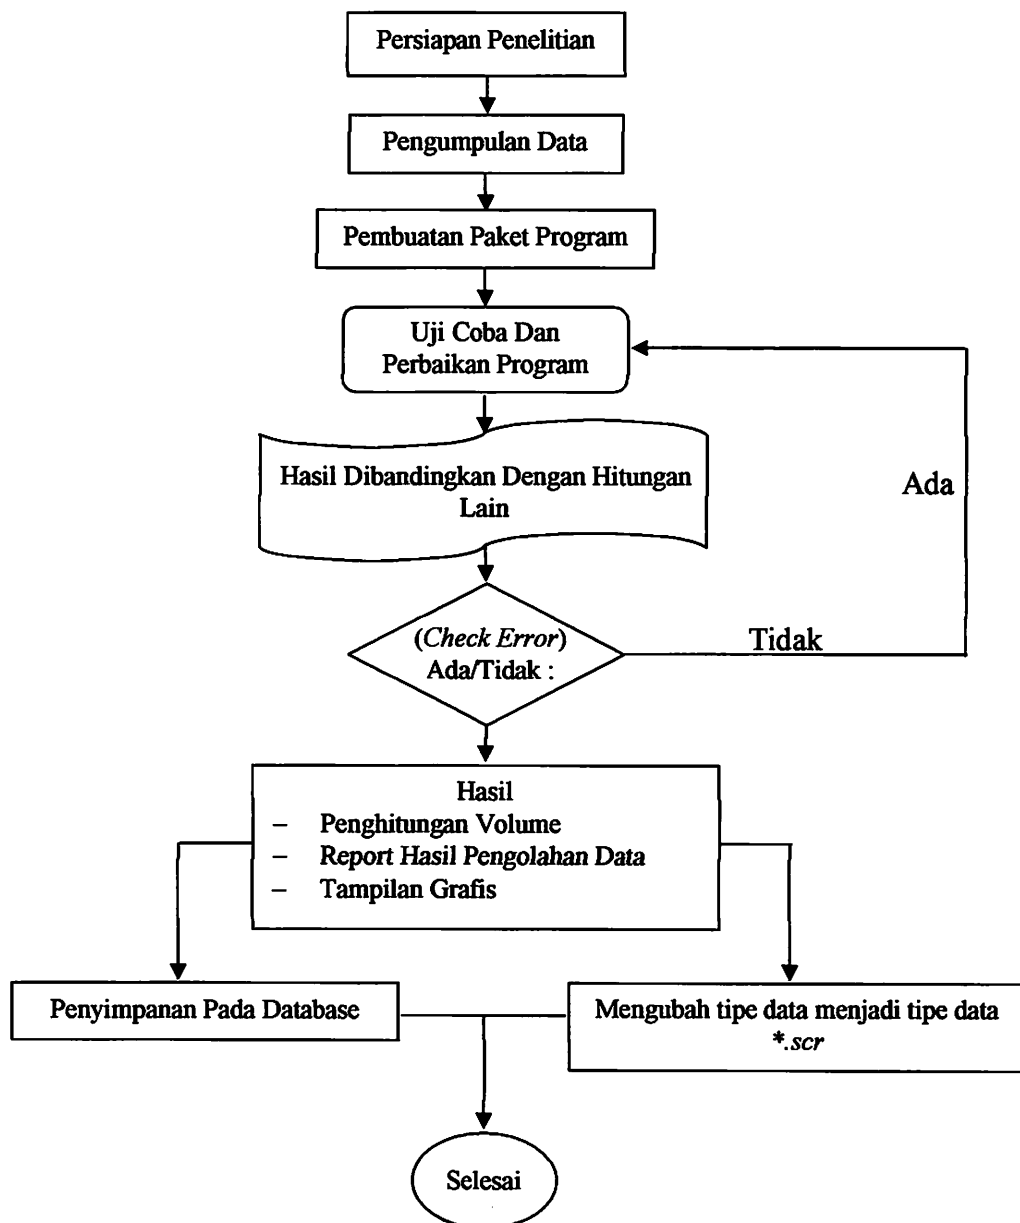 Persiapan Penelitian
Pengumpulan Data
Pembuatan Paket Program
Uji Coba Dan
Perbaikan Program
Hasil Dibandingkan Dengan Hitungan
Lain
Ada
(Check Error)
Ada/Tidak :
Tidak
Hasil
– Penghitungan Volume
– Report Hasil Pengolahan Data
– Tampilan Grafis
Penyimpanan Pada Database
Mengubah tipe data menjadi tipe data
*.scr
Selesai